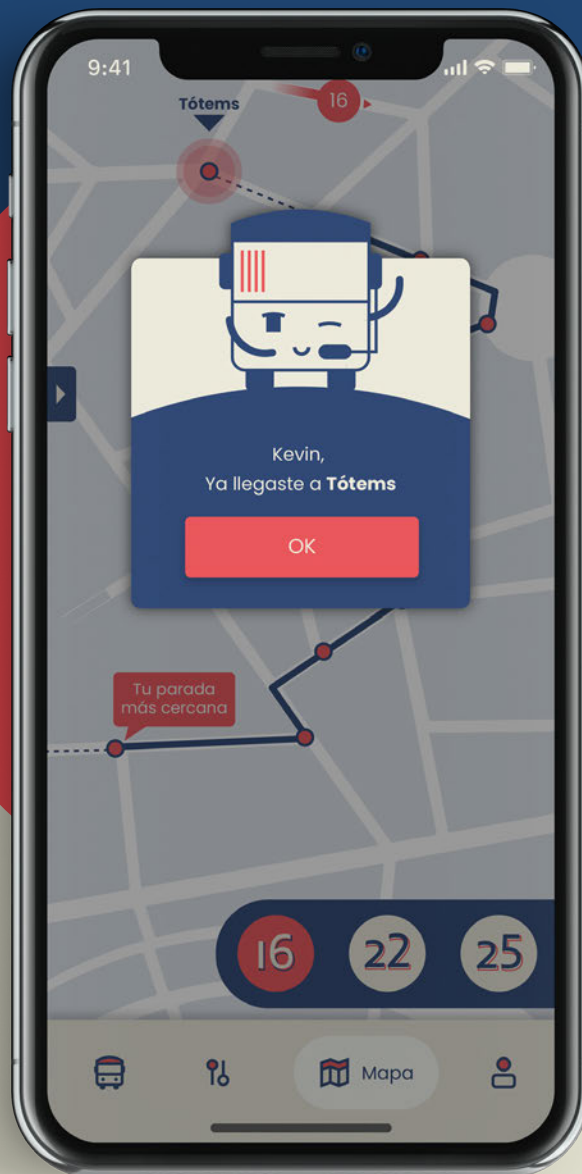 9:41
Tótems
16
Kevin,
Ya llegaste a Tótems
OK
Tu parada
más cercana
16
22
25
Mapa